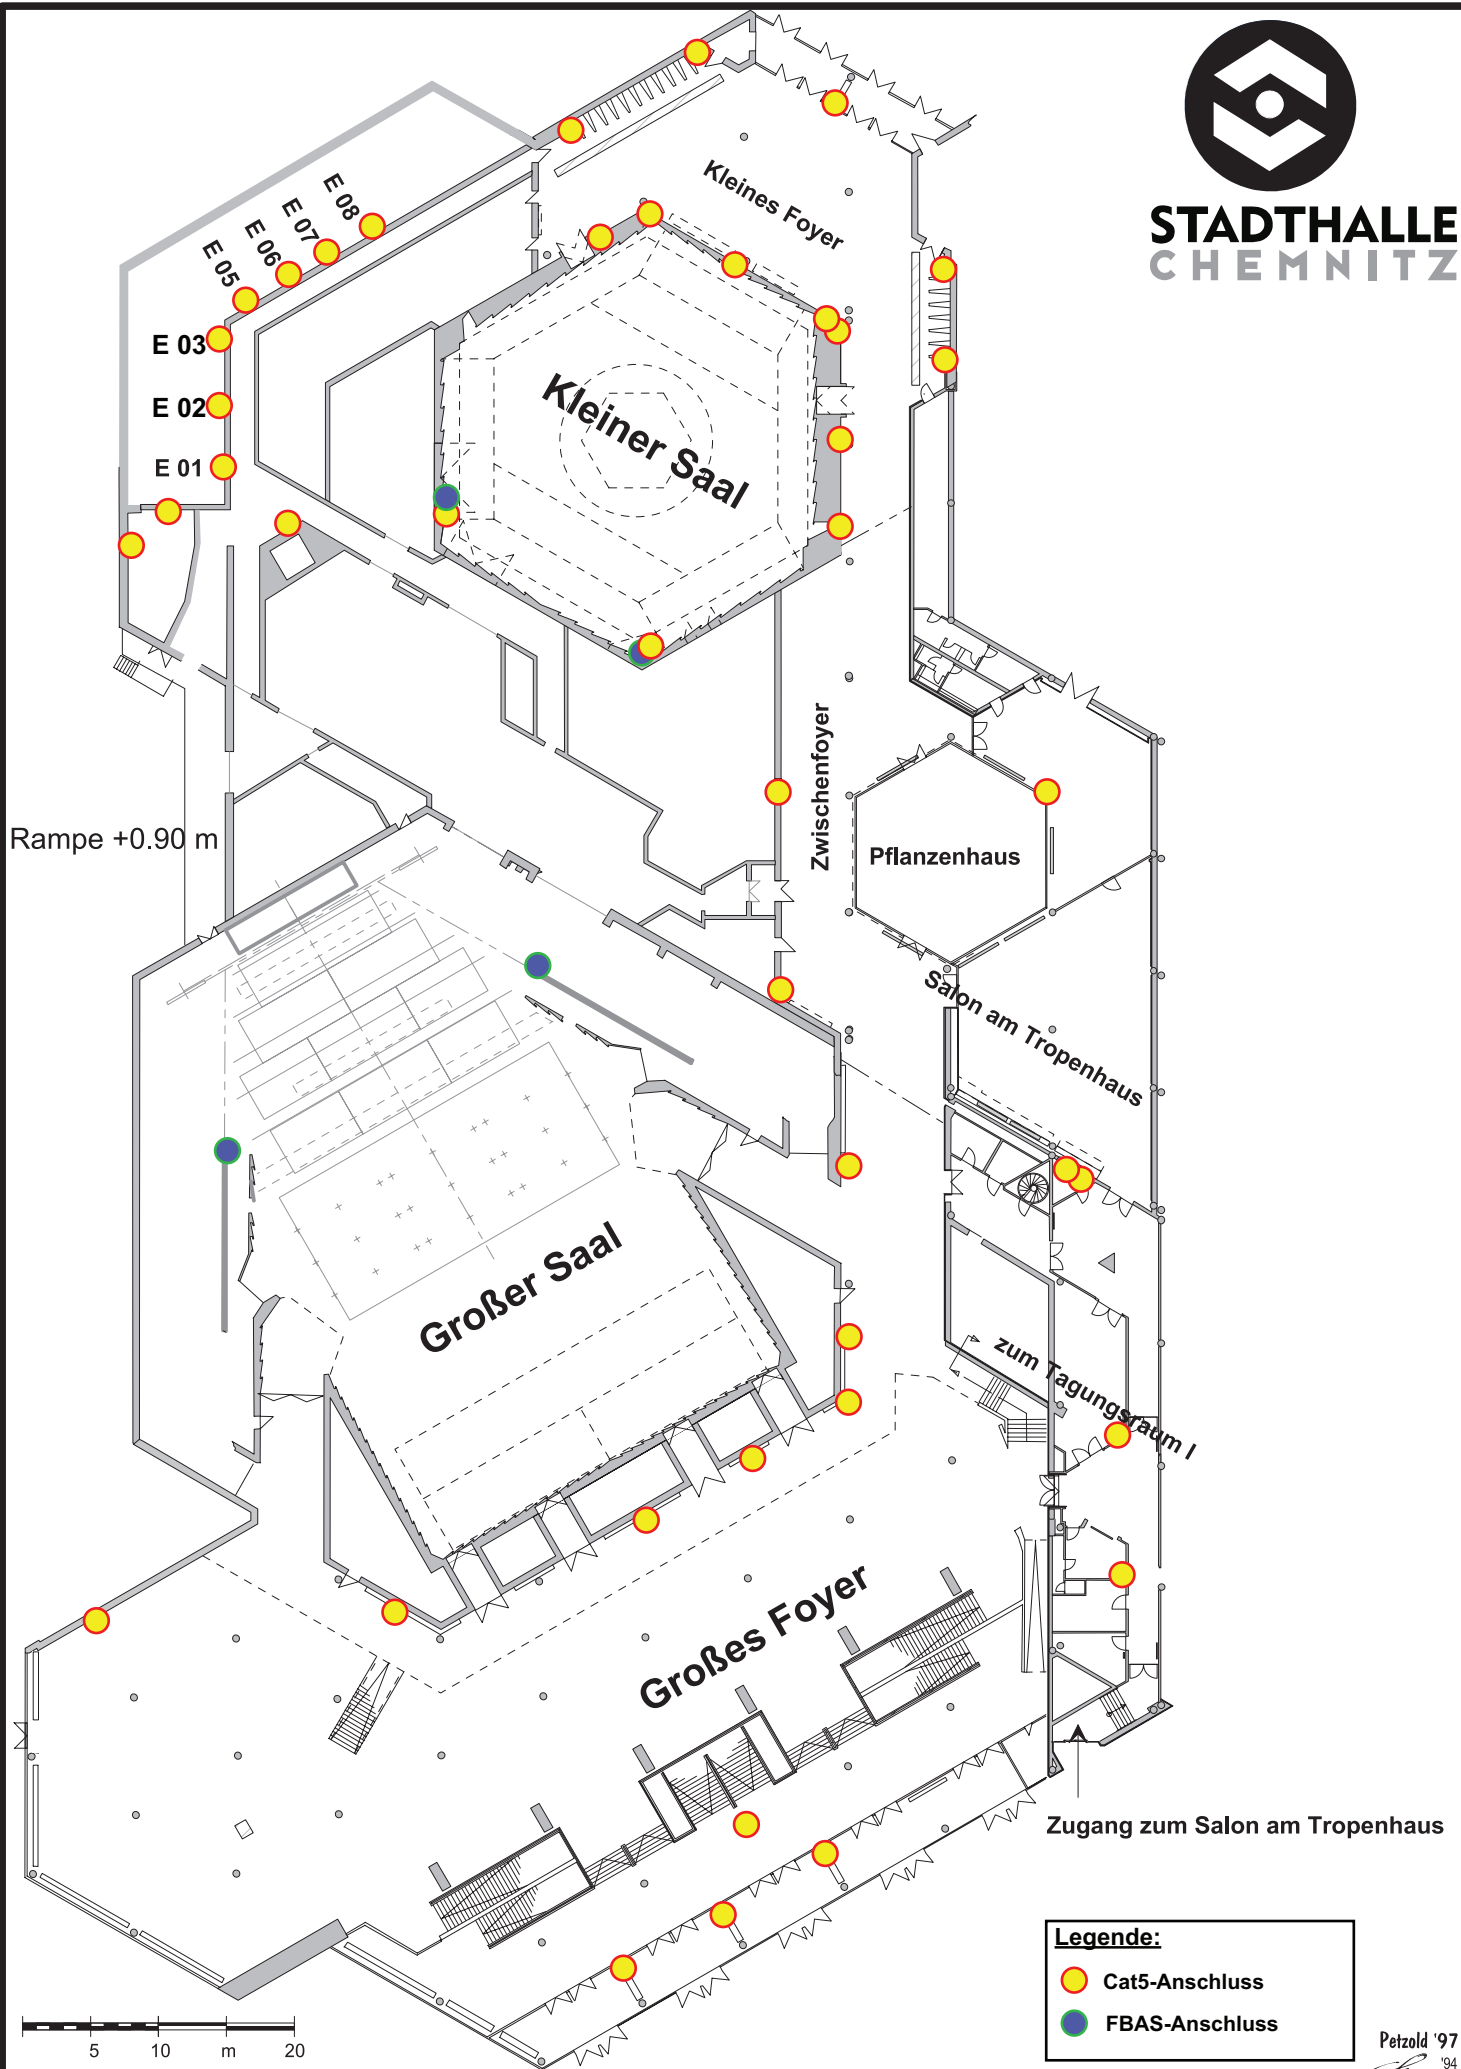 STADTHALLE
CHEMNITZ
Kleines Foyer
E 08
E 07
E 06
E 05
E 03
E 02
E 01
Kleiner Saal
Zwischenfoyer
Rampe +0.90 m
Pflanzenhaus
Salon am Tropenhaus
Großer Saal
zum Tagungsraum I
Großes Foyer
Zugang zum Salon am Tropenhaus
Legende:
Cat5-Anschluss
FBAS-Anschluss
5 10 m 20
Petzold '97
'94